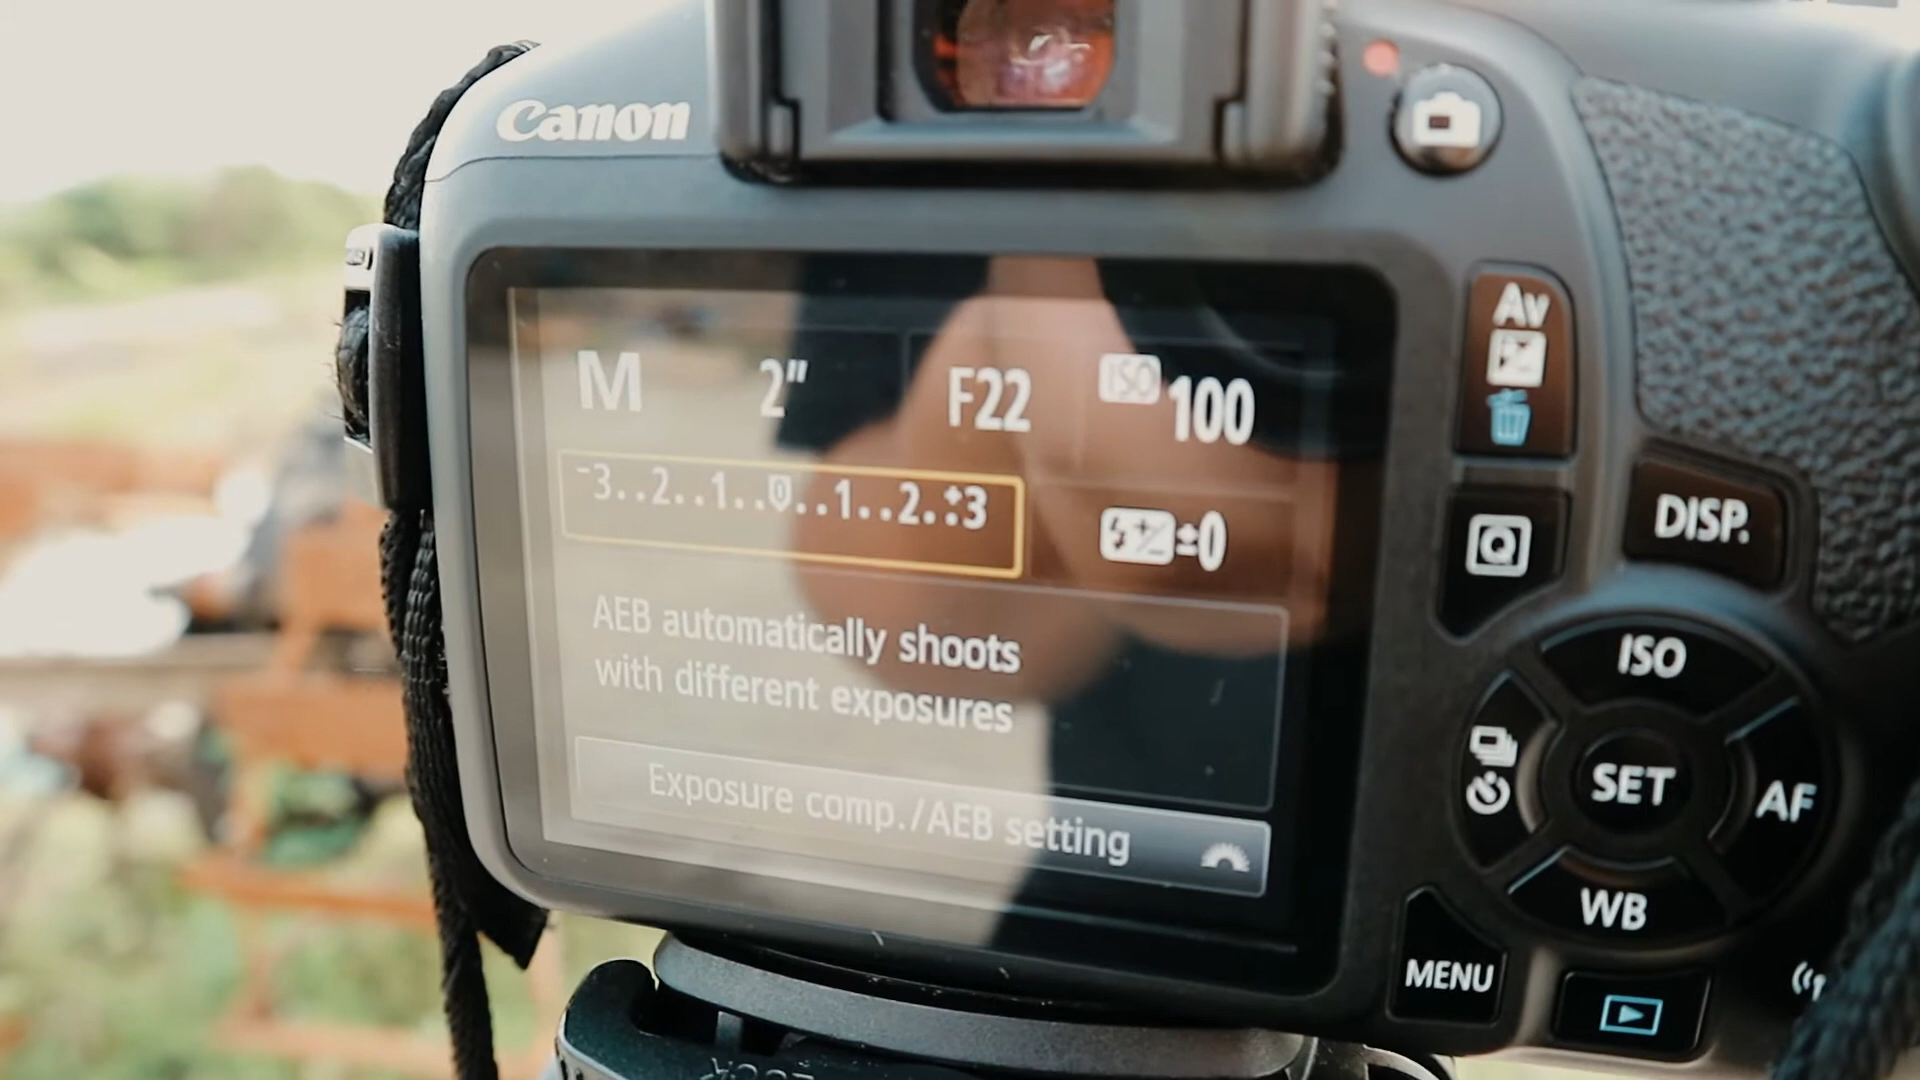 Canon
M 2" F22 ISO 100
-3..2..1..0..1..2..+3
±0
AEB automatically shoots
with different exposures
Exposure comp./AEB setting
Av
Q
DISP.
ISO
SET
AF
WB
MENU